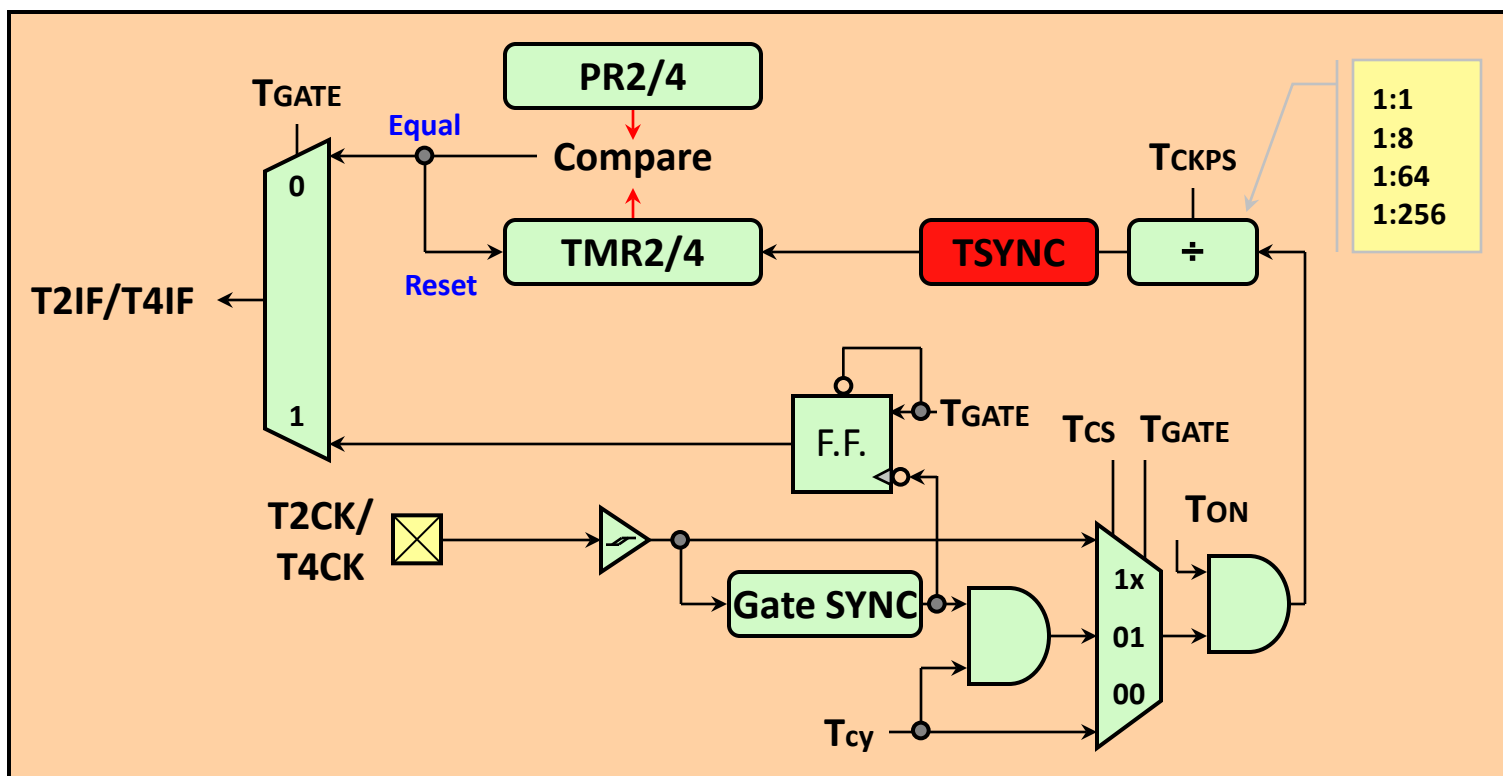 PR2/4
TGATE
Equal
Compare
0
TCKPS
1:1
1:8
1:64
1:256
TMR2/4
TSYNC
÷
Reset
T2IF/T4IF
1
F.F.
TGATE
TCS
TGATE
T2CK/
T4CK
TON
1x
Gate SYNC
01
00
Tcy